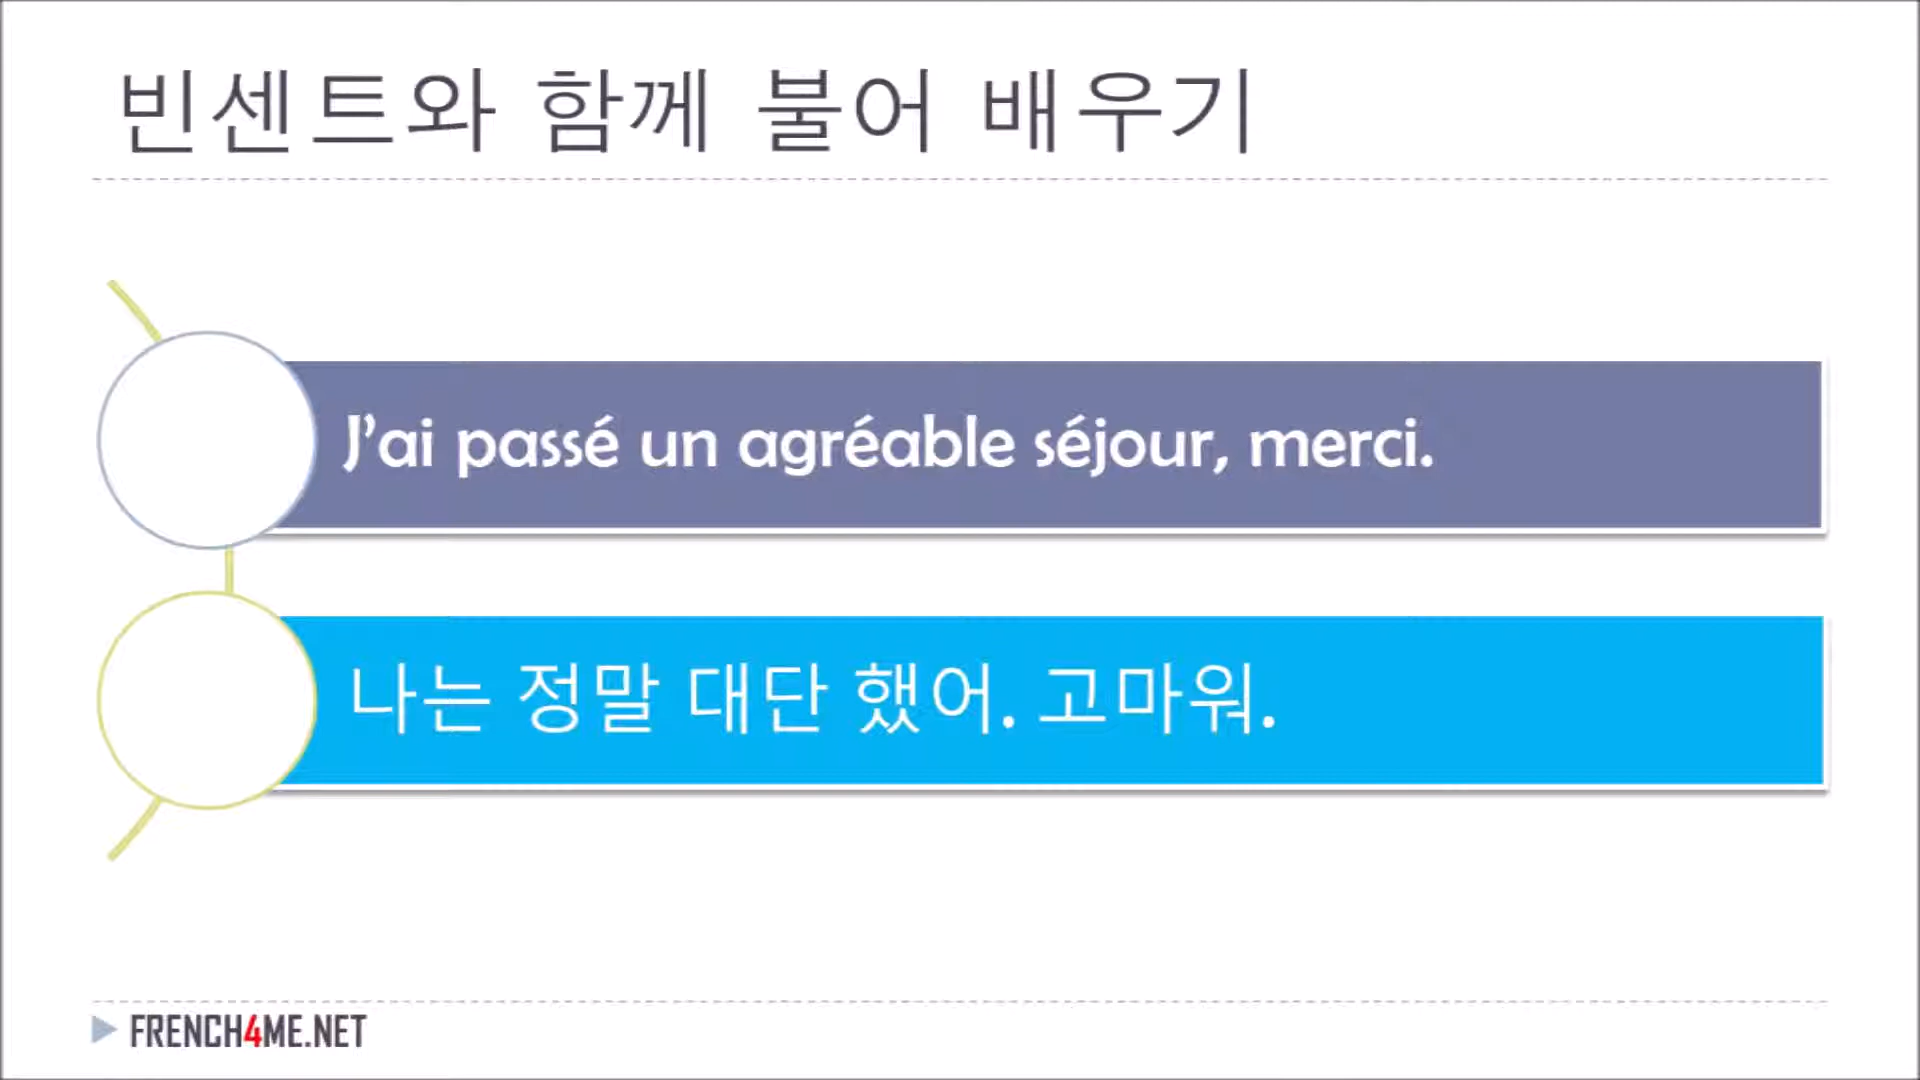 빈센트와 함께 불어 배우기
J'ai passé un agréable séjour, merci.
나는 정말 대단 했어. 고마워.
FRENCH4ME.NET